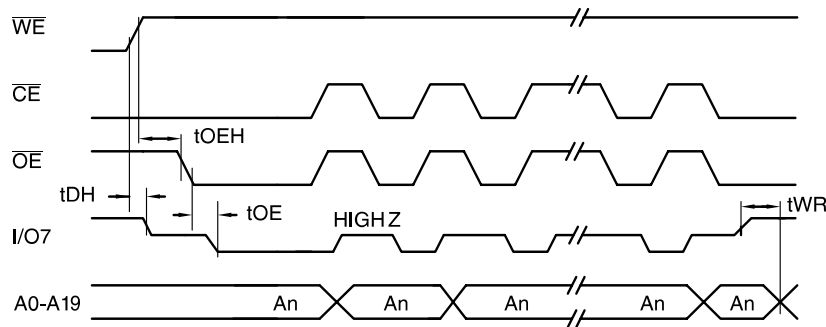 WE
CE
tOEH
OE
tDH
tOE
tWR
HIGH Z
I/O7
A0-A19 An An An An An